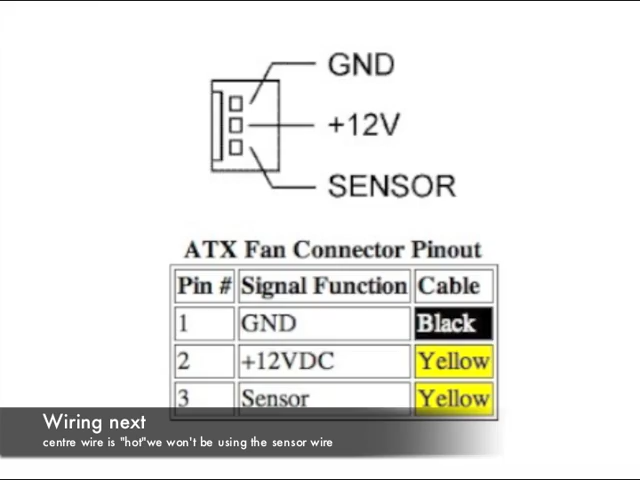 GND
+12V
SENSOR
ATX Fan Connector Pinout
Pin # Signal Function Cable
1 GND Black
2 +12VDC Yellow
3 Sensor Yellow
Wiring next
centre wire is "hot"we won't be using the sensor wire